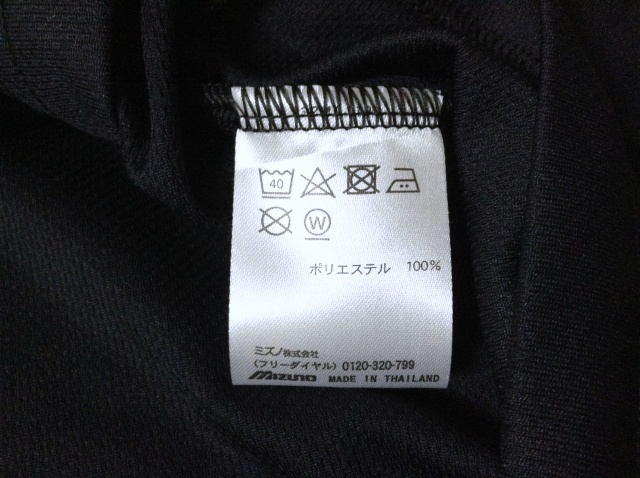 40
W
ポリエステル 100%
ミズノ株式会社
(フリーダイヤル) 0120-320-799
Mizuno MADE IN THAILAND